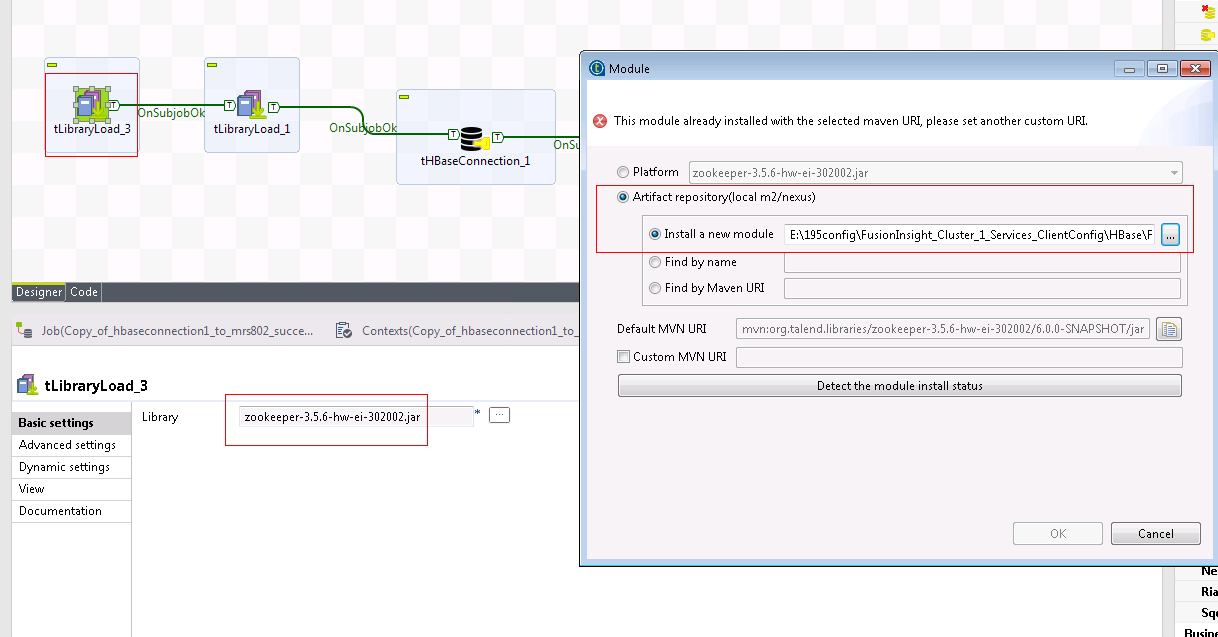 T
OnSubjobOk
T
T
OnSubjobOk
T
T
tLibraryLoad_3
tLibraryLoad_1
tHBaseConnection_1
Designer
Code
Job(Copy_of_hbaseconnection1_to_mrs802_succe...
Contexts(Copy_of_hbaseconnection1_to_
tLibraryLoad_3
Basic settings
Advanced settings
Dynamic settings
View
Documentation
Library
zookeeper-3.5.6-hw-ei-302002.jar
*
...
Module
This module already installed with the selected maven URI, please set another custom URI.
Platform
zookeeper-3.5.6-hw-ei-302002.jar
Artifact repository(local m2/nexus)
Install a new module
E:\195config\FusionInsight_Cluster_1_Services_ClientConfig\HBase\F
...
Find by name
Find by Maven URI
Default MVN URI
mvn:org.talend.libraries/zookeeper-3.5.6-hw-ei-302002/6.0.0-SNAPSHOT/jar
Custom MVN URI
Detect the module install status
OK
Cancel